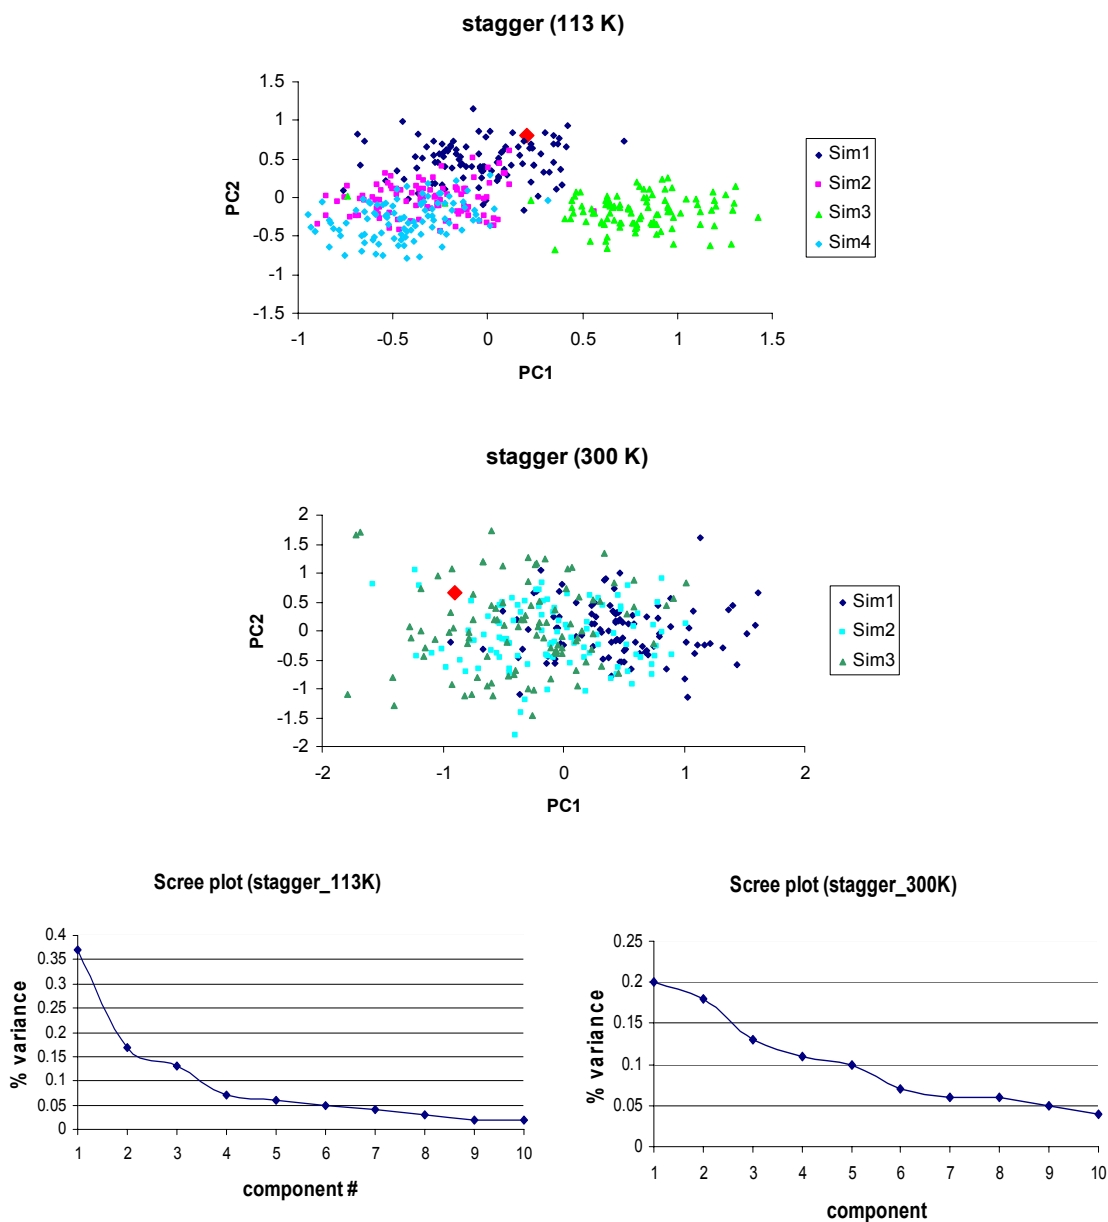 stagger (113 K)
1.5
1
0.5
0
-0.5
-1
-1.5
PC2
-1 -0.5 0 0.5 1 1.5
PC1
Sim1
Sim2
Sim3
Sim4
stagger (300 K)
2
1.5
1
0.5
0
-0.5
-1
-1.5
-2
PC2
-2 -1 0 1 2
PC1
Sim1
Sim2
Sim3
Scree plot (stagger_113K)
0.4
0.35
0.3
0.25
0.2
0.15
0.1
0.05
0
% variance
1 2 3 4 5 6 7 8 9 10
component #
Scree plot (stagger_300K)
0.25
0.2
0.15
0.1
0.05
0
% variance
1 2 3 4 5 6 7 8 9 10
component